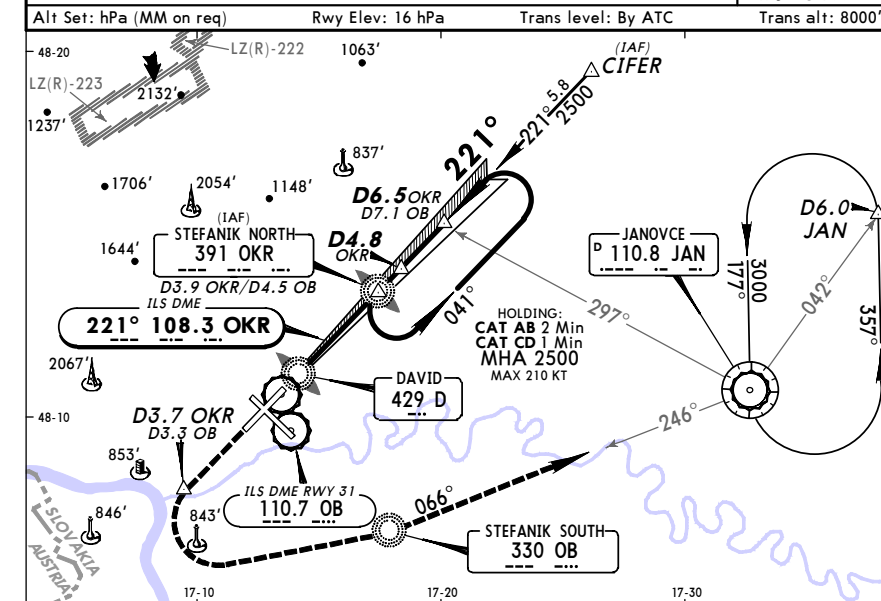 Alt Set: hPa (MM on req) Rwy Elev: 16 hPa Trans level: By ATC Trans alt: 8000'
48-20
LZ(R)-222
1063'
(IAF)
CIFER
LZ(R)-223
2132'
1237'
221° 5.8
2500
221°
837'
1706'
2054'
1148'
D6.5 OKR
D7.1 OB
(IAF)
STEFANIK NORTH
391 OKR
D4.8
OKR
1644'
D3.9 OKR/D4.5 OB
JANOVCE
D 110.8 JAN
D6.0
JAN
3000
177°
042°
357°
ILS DME
221° 108.3 OKR
041°
297°
HOLDING:
CAT AB 2 Min
CAT CD 1 Min
MHA 2500
MAX 210 KT
2067'
DAVID
429 D
48-10
D3.7 OKR
D3.3 OB
246°
853'
ILS DME RWY 31
110.7 OB
066°
846'
843'
SLOVAKIA
AUSTRIA
STEFANIK SOUTH
330 OB
17-10
17-20
17-30